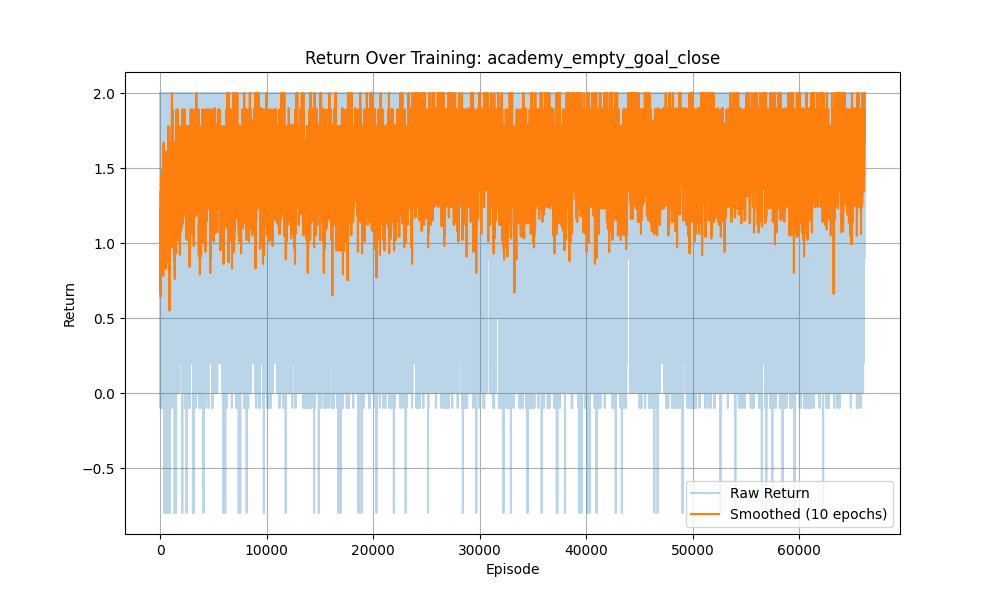 Return Over Training: academy_empty_goal_close
2.0
1.5
1.0
0.5
0.0
−0.5
Return
0
10000
20000
30000
40000
50000
60000
Episode
Raw Return
Smoothed (10 epochs)